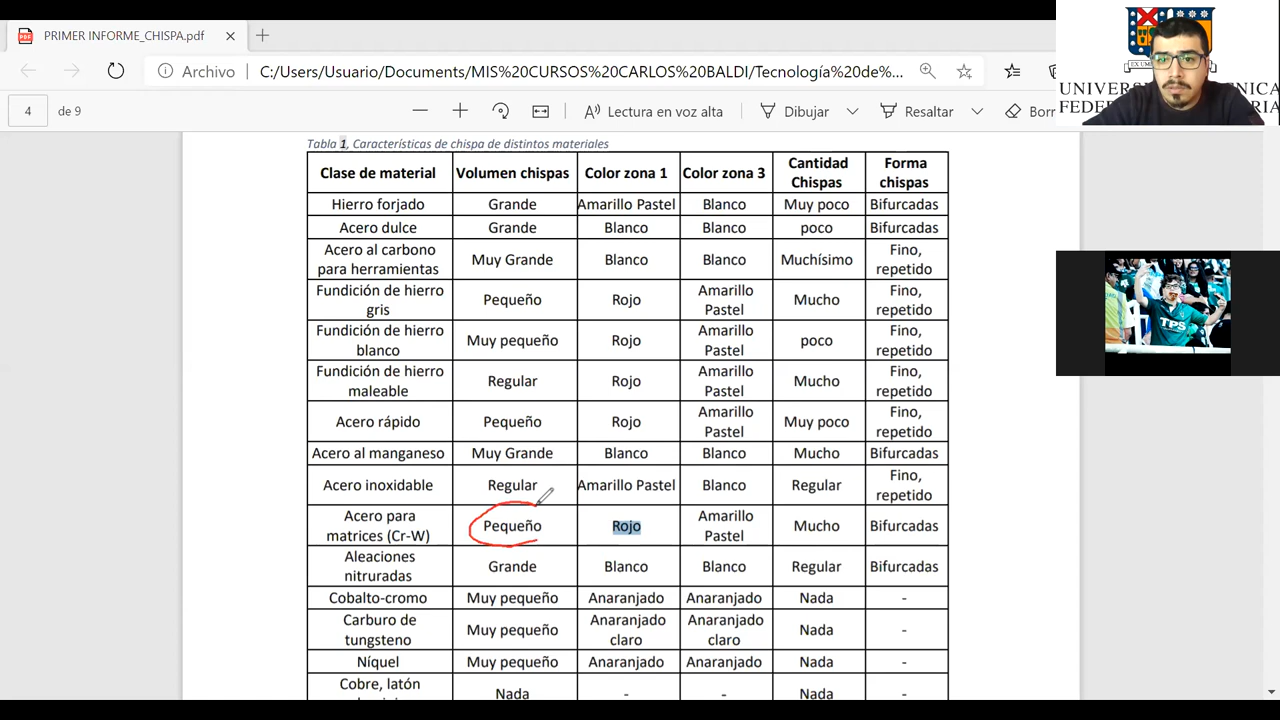 PRIMER INFORME_CHISPA.pdf
Archivo
C:/Users/Usuario/Documents/MIS%20CURSOS%20CARLOS%20BALDI/Tecnología%20de%...
4 de 9
Lectura en voz alta
Dibujar
Resaltar
Tabla 1, Características de chispa de distintos materiales
Clase de material Volumen chispas Color zona 1 Color zona 3 Cantidad Chispas Forma chispas
Hierro forjado Grande Amarillo Pastel Blanco Muy poco Bifurcadas
Acero dulce Grande Blanco Blanco poco Bifurcadas
Acero al carbono para herramientas Muy Grande Blanco Blanco Muchísimo Fino, repetido
Fundición de hierro gris Pequeño Rojo Amarillo Pastel Mucho Fino, repetido
Fundición de hierro blanco Muy pequeño Rojo Amarillo Pastel poco Fino, repetido
Fundición de hierro maleable Regular Rojo Amarillo Pastel Mucho Fino, repetido
Acero rápido Pequeño Rojo Amarillo Pastel Muy poco Fino, repetido
Acero al manganeso Muy Grande Blanco Blanco Mucho Bifurcadas
Acero inoxidable Regular Amarillo Pastel Blanco Regular Fino, repetido
Acero para matrices (Cr-W) Pequeño Rojo Amarillo Pastel Mucho Bifurcadas
Aleaciones nitruradas Grande Blanco Blanco Regular Bifurcadas
Cobalto-cromo Muy pequeño Anaranjado Anaranjado Nada -
Carburo de tungsteno Muy pequeño Anaranjado claro Anaranjado claro Nada -
Níquel Muy pequeño Anaranjado Anaranjado Nada -
Cobre, latón Nada - - Nada -
TPS